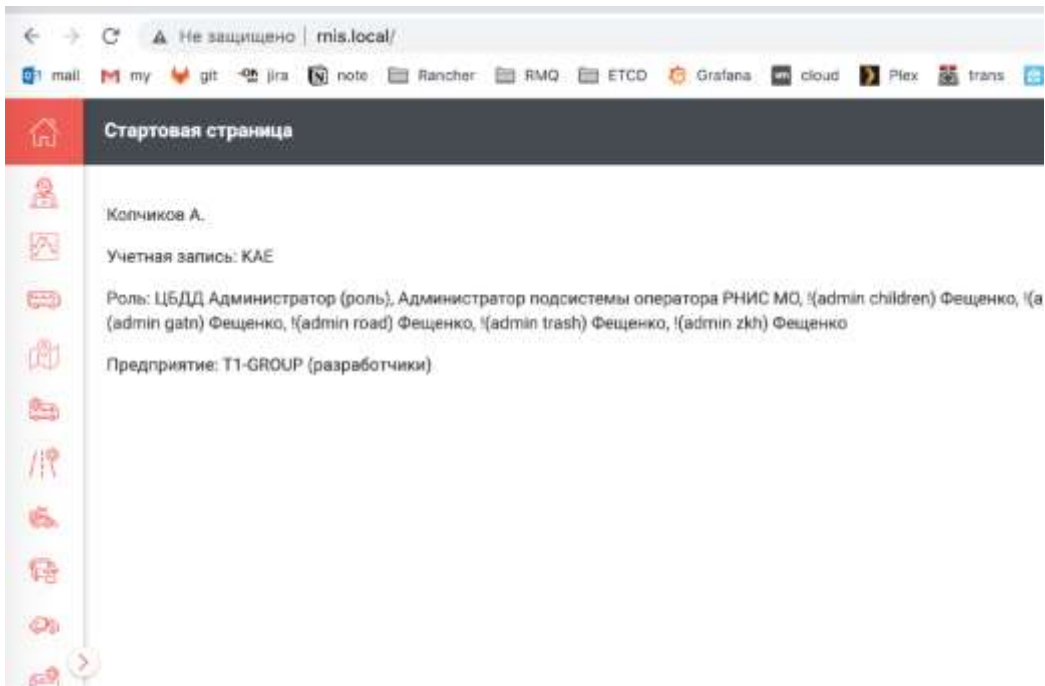 Не защищено | rnis.local/
mail my git jira note Rancher RMQ ETCD Grafana cloud Plex trans
Стартовая страница
Копчиков А.
Учетная запись: KAE
Роль: ЦБДД Администратор (роль), Администратор подсистемы оператора РНИС МО, !(admin children) Фещенко, !(a
(admin gatn) Фещенко, !(admin road) Фещенко, !(admin trash) Фещенко, !(admin zkh) Фещенко
Предприятие: T1-GROUP (разработчики)